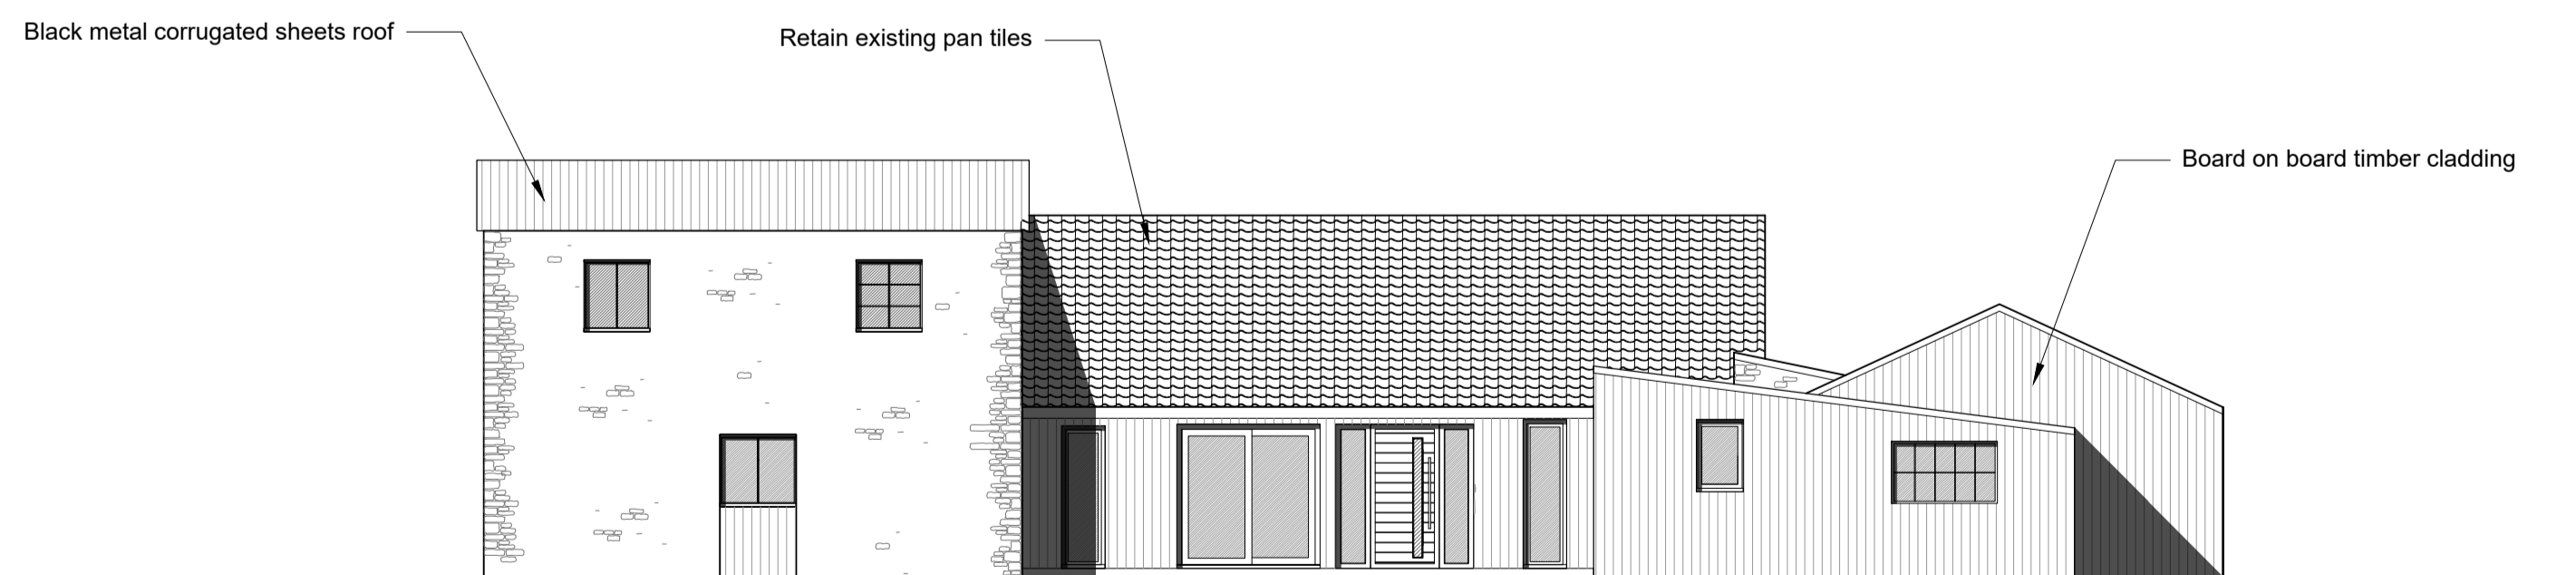 Black metal corrugated sheets roof
Retain existing pan tiles
Board on board timber cladding